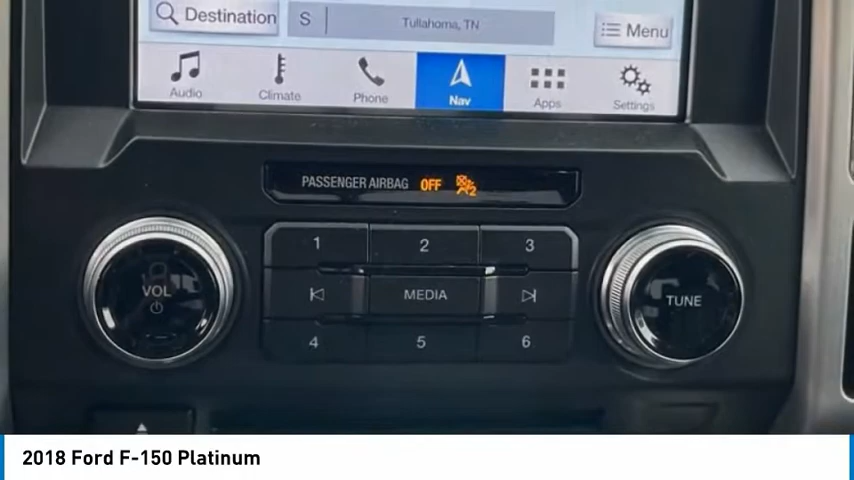 Destination S Tullahoma, TN Menu
Audio Climate Phone Nav Apps Settings
PASSENGER AIRBAG OFF 2
1 2 3
VOL MEDIA TUNE
4 5 6
2018 Ford F-150 Platinum